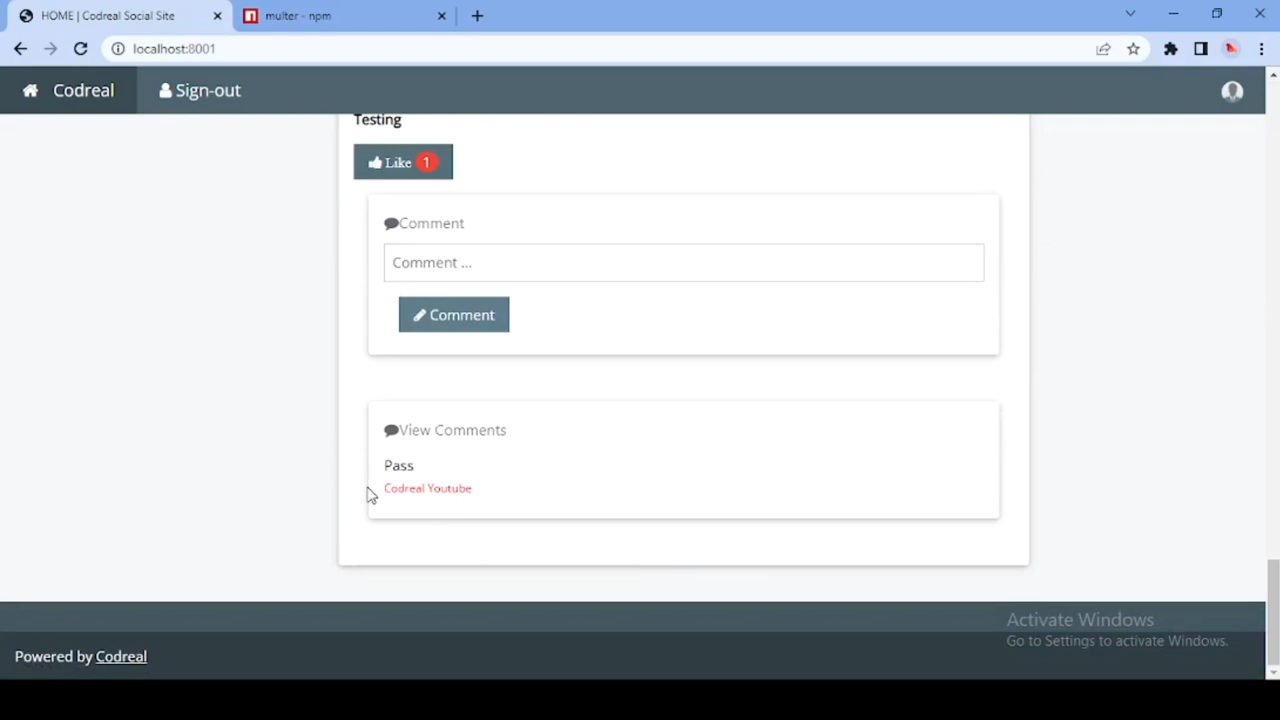 HOME | Codreal Social Site
multer - npm
localhost:8001
Codreal
Sign-out
Testing
Like 1
Comment
Comment ...
Comment
View Comments
Pass
Codreal Youtube
Activate Windows
Go to Settings to activate Windows.
Powered by Codreal